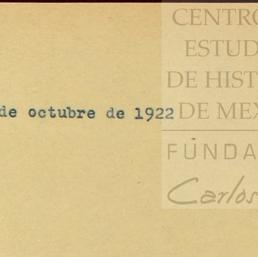 CENTRO
ESTUD
DE HIST
de octubre de 1922
DE MEX
FUNDA
Carlos